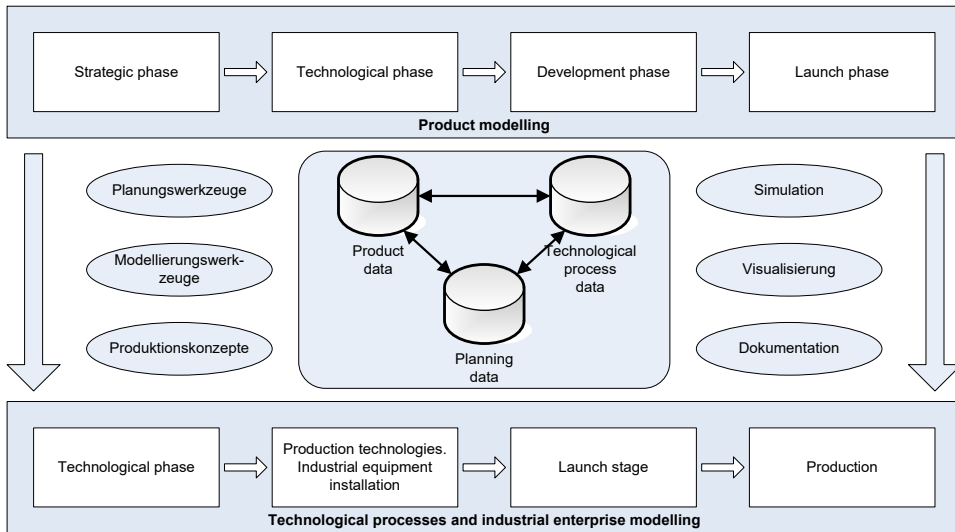 Strategic phase
Technological phase
Development phase
Launch phase
Product modelling
Planungswerkzeuge
Modellierungswerk-
zeuge
Produktionskonzepte
Product
data
Technological
process
data
Planning
data
Simulation
Visualisierung
Dokumentation
Technological phase
Production technologies.
Industrial equipment
installation
Launch stage
Production
Technological processes and industrial enterprise modelling